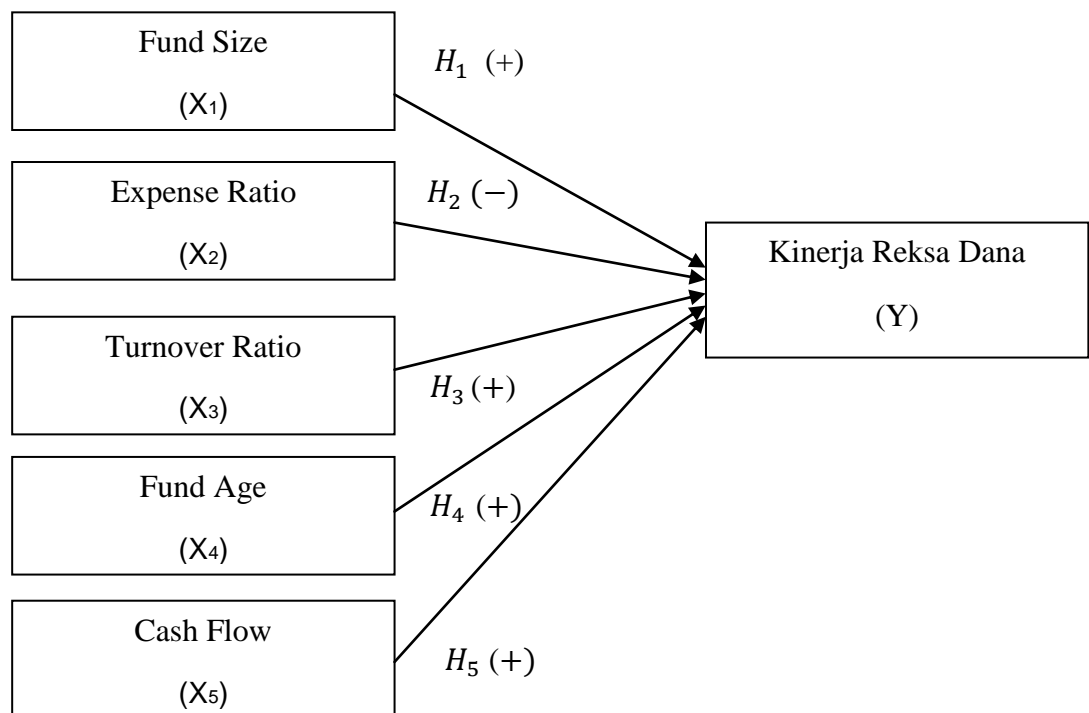 Fund Size
(X₁)
H₁ (+)
Expense Ratio
(X₂)
H₂ (−)
Kinerja Reksa Dana
(Y)
Turnover Ratio
(X₃)
H₃ (+)
Fund Age
(X₄)
H₄ (+)
Cash Flow
(X₅)
H₅ (+)